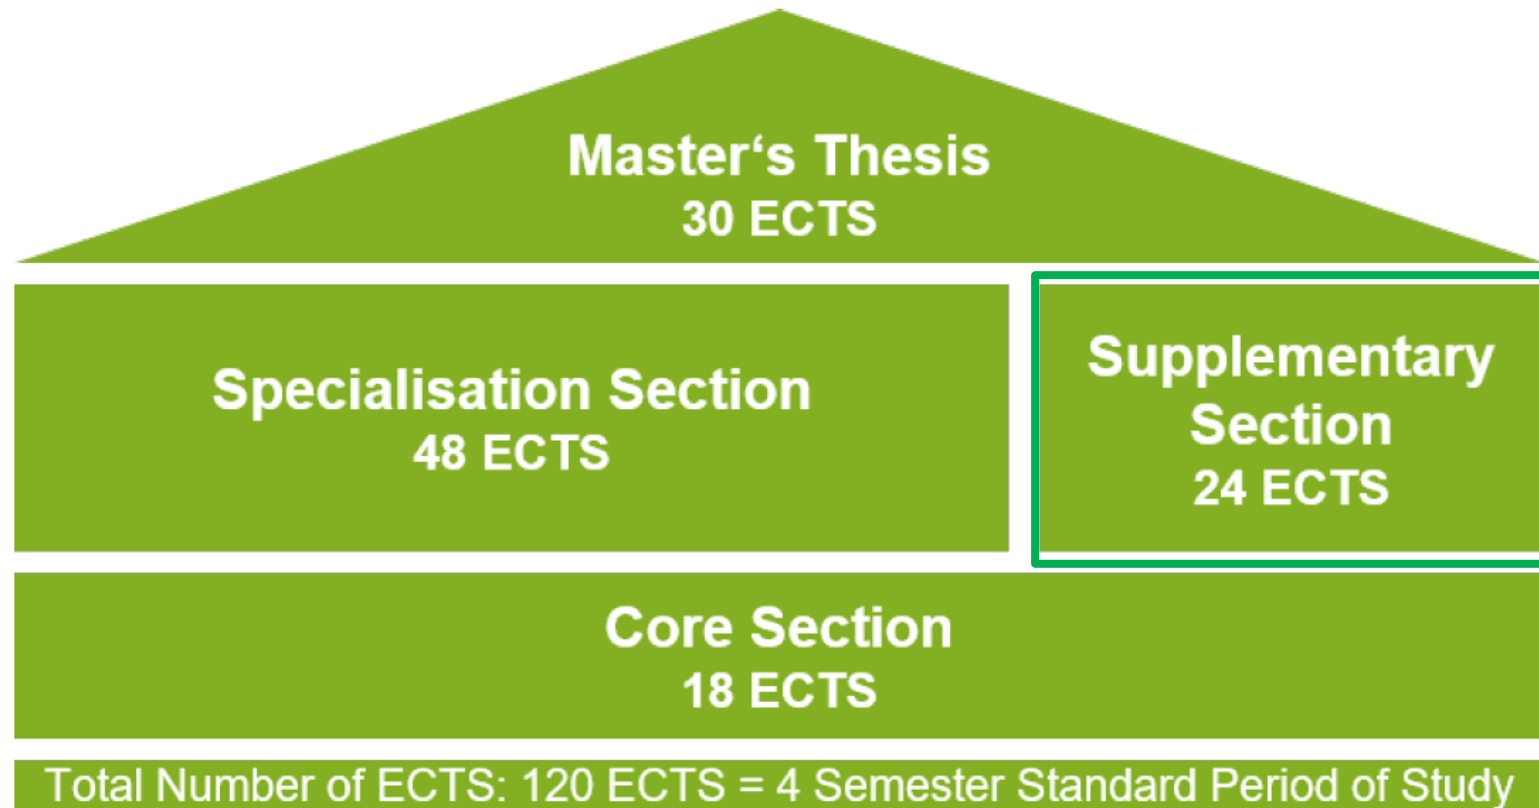 Master‘s Thesis
30 ECTS
Specialisation Section
48 ECTS
Supplementary
Section
24 ECTS
Core Section
18 ECTS
Total Number of ECTS: 120 ECTS = 4 Semester Standard Period of Study